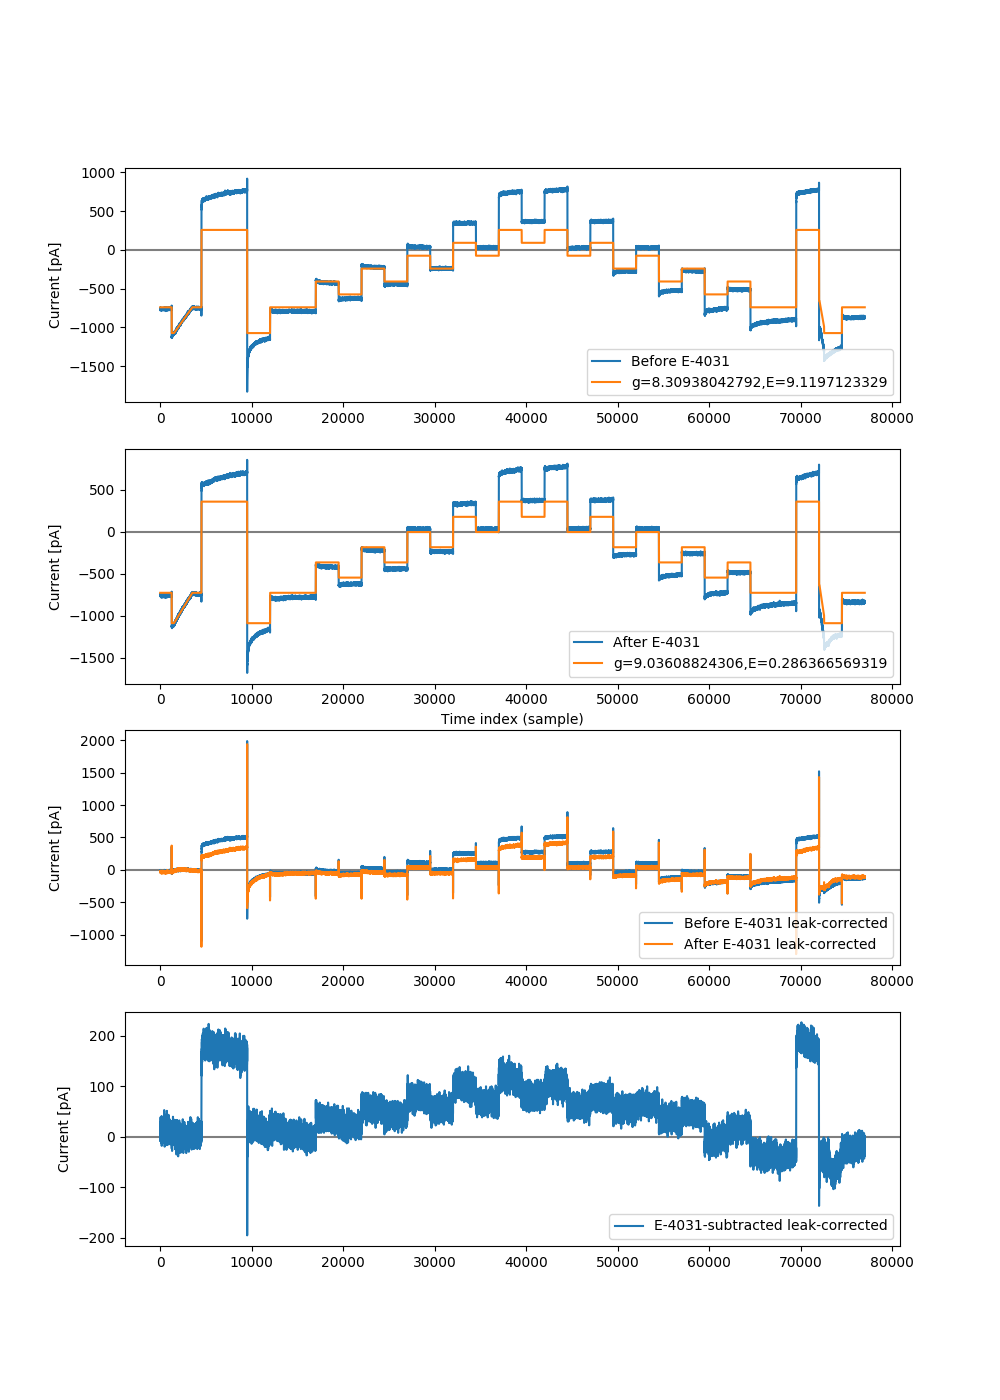 1000
500
0
−500
−1000
−1500
Current [pA]
Before E-4031
g=8.30938042792,E=9.1197123329
0 10000 20000 30000 40000 50000 60000 70000 80000
500
0
−500
−1000
−1500
Current [pA]
After E-4031
g=9.03608824306,E=0.286366569319
0 10000 20000 30000 40000 50000 60000 70000 80000
Time index (sample)
2000
1500
1000
500
0
−500
−1000
Current [pA]
Before E-4031 leak-corrected
After E-4031 leak-corrected
0 10000 20000 30000 40000 50000 60000 70000 80000
200
100
0
−100
−200
Current [pA]
E-4031-subtracted leak-corrected
0 10000 20000 30000 40000 50000 60000 70000 80000